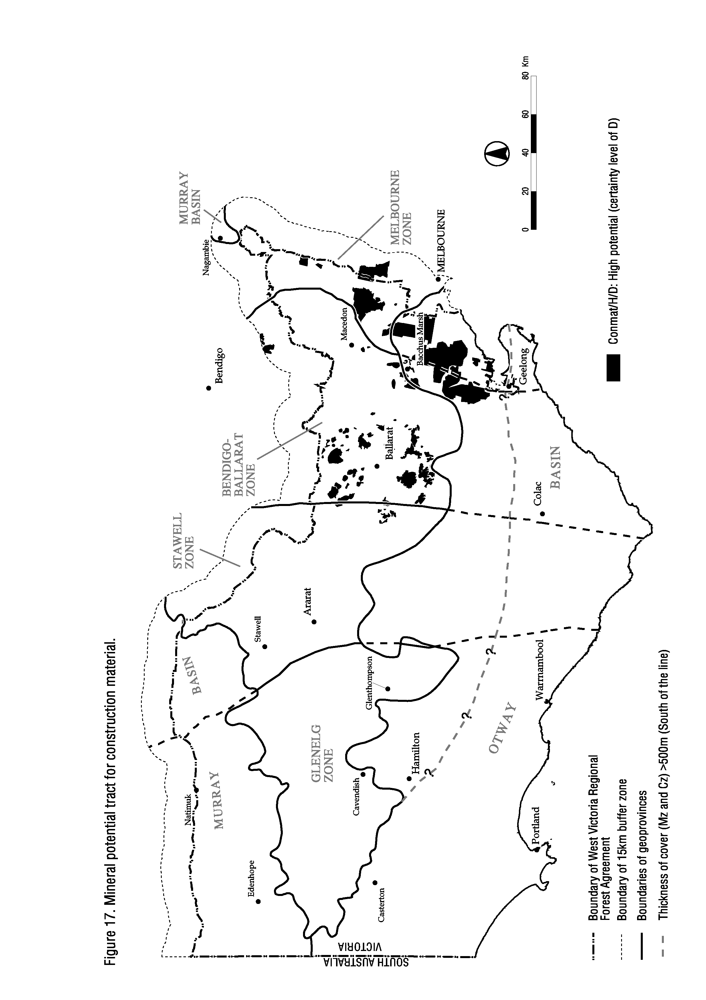 Figure 17. Mineral potential tract for construction material.
MURRAY
BASIN
Nagambie
Bendigo
BENDIGO-
BALLARAT
ZONE
STAWELL
ZONE
BASIN
Stawell
Ararat
MURRAY
Natimuk
Edenhope
GLENELG
ZONE
Glenthompson
Cavendish
Hamilton
Casterton
SOUTH AUSTRALIA
VICTORIA
Macedon
MELBOURNE
ZONE
MELBOURNE
Bacchus Marsh
Ballarat
Geelong
?
?
?
?
OTWAY
BASIN
Colac
Warrnambool
Portland
0 20 40 60 80 Km
Boundary of West Victoria Regional
Forest Agreement
Boundary of 15km buffer zone
Boundaries of geoprovinces
Thickness of cover (Mz and Cz) >500m (South of the line)
Conmat/H/D: High potential (certainty level of D)